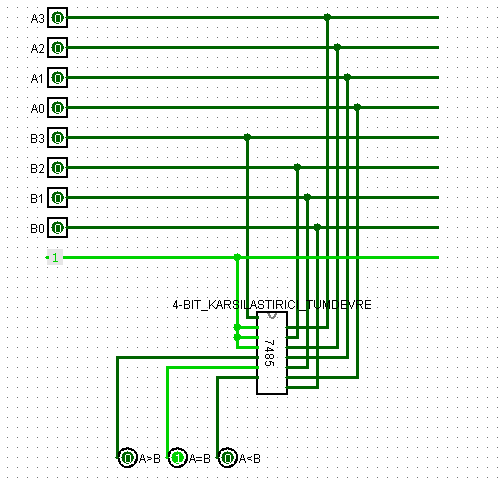 A3 0
A2 0
A1 0
A0 0
B3 0
B2 0
B1 0
B0 0
1
4-BIT_KARSILASTIRICI_TUMDEVRE
7485
0 A>B 1 A=B 0 A<B